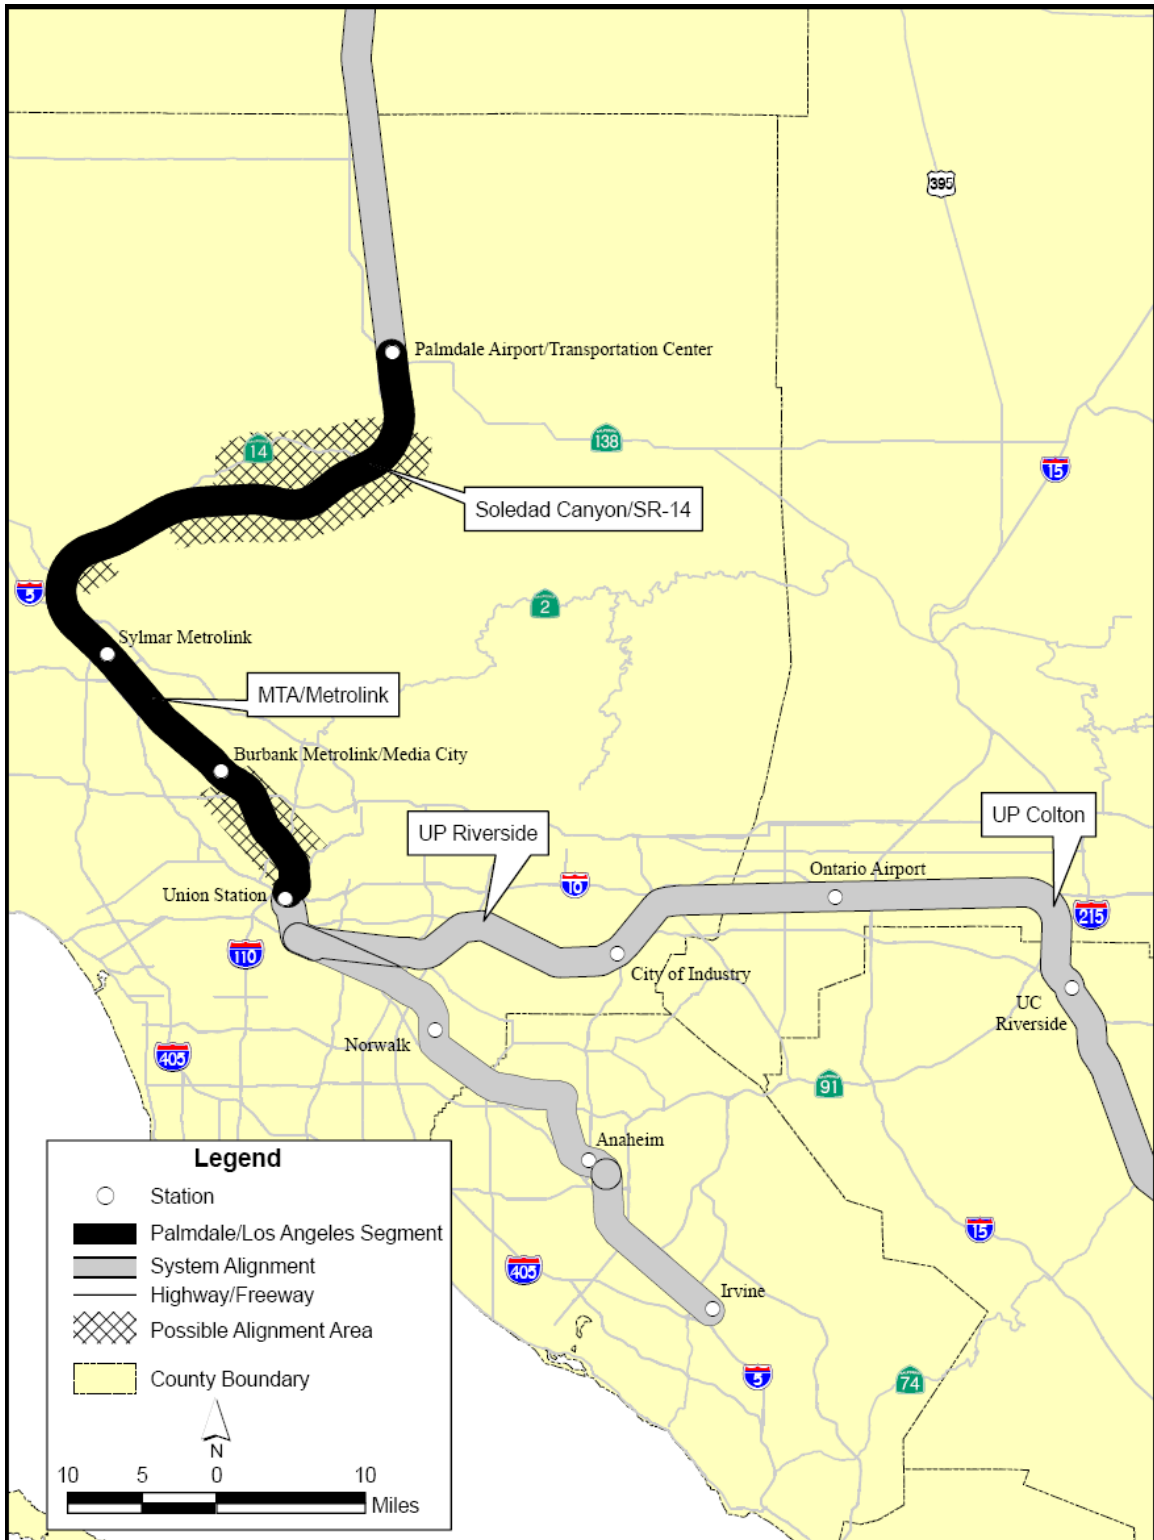 395
Palmdale Airport/Transportation Center
14
138
15
Soledad Canyon/SR-14
5
2
Sylmar Metrolink
MTA/Metrolink
Burbank Metrolink/Media City
UP Riverside
UP Colton
10
Ontario Airport
Union Station
215
110
City of Industry
UC
Riverside
Norwalk
405
91
Anaheim
Legend
Station
Palmdale/Los Angeles Segment
15
System Alignment
405
Highway/Freeway
Irvine
Possible Alignment Area
County Boundary
5
74
N
10 5 0 10
Miles